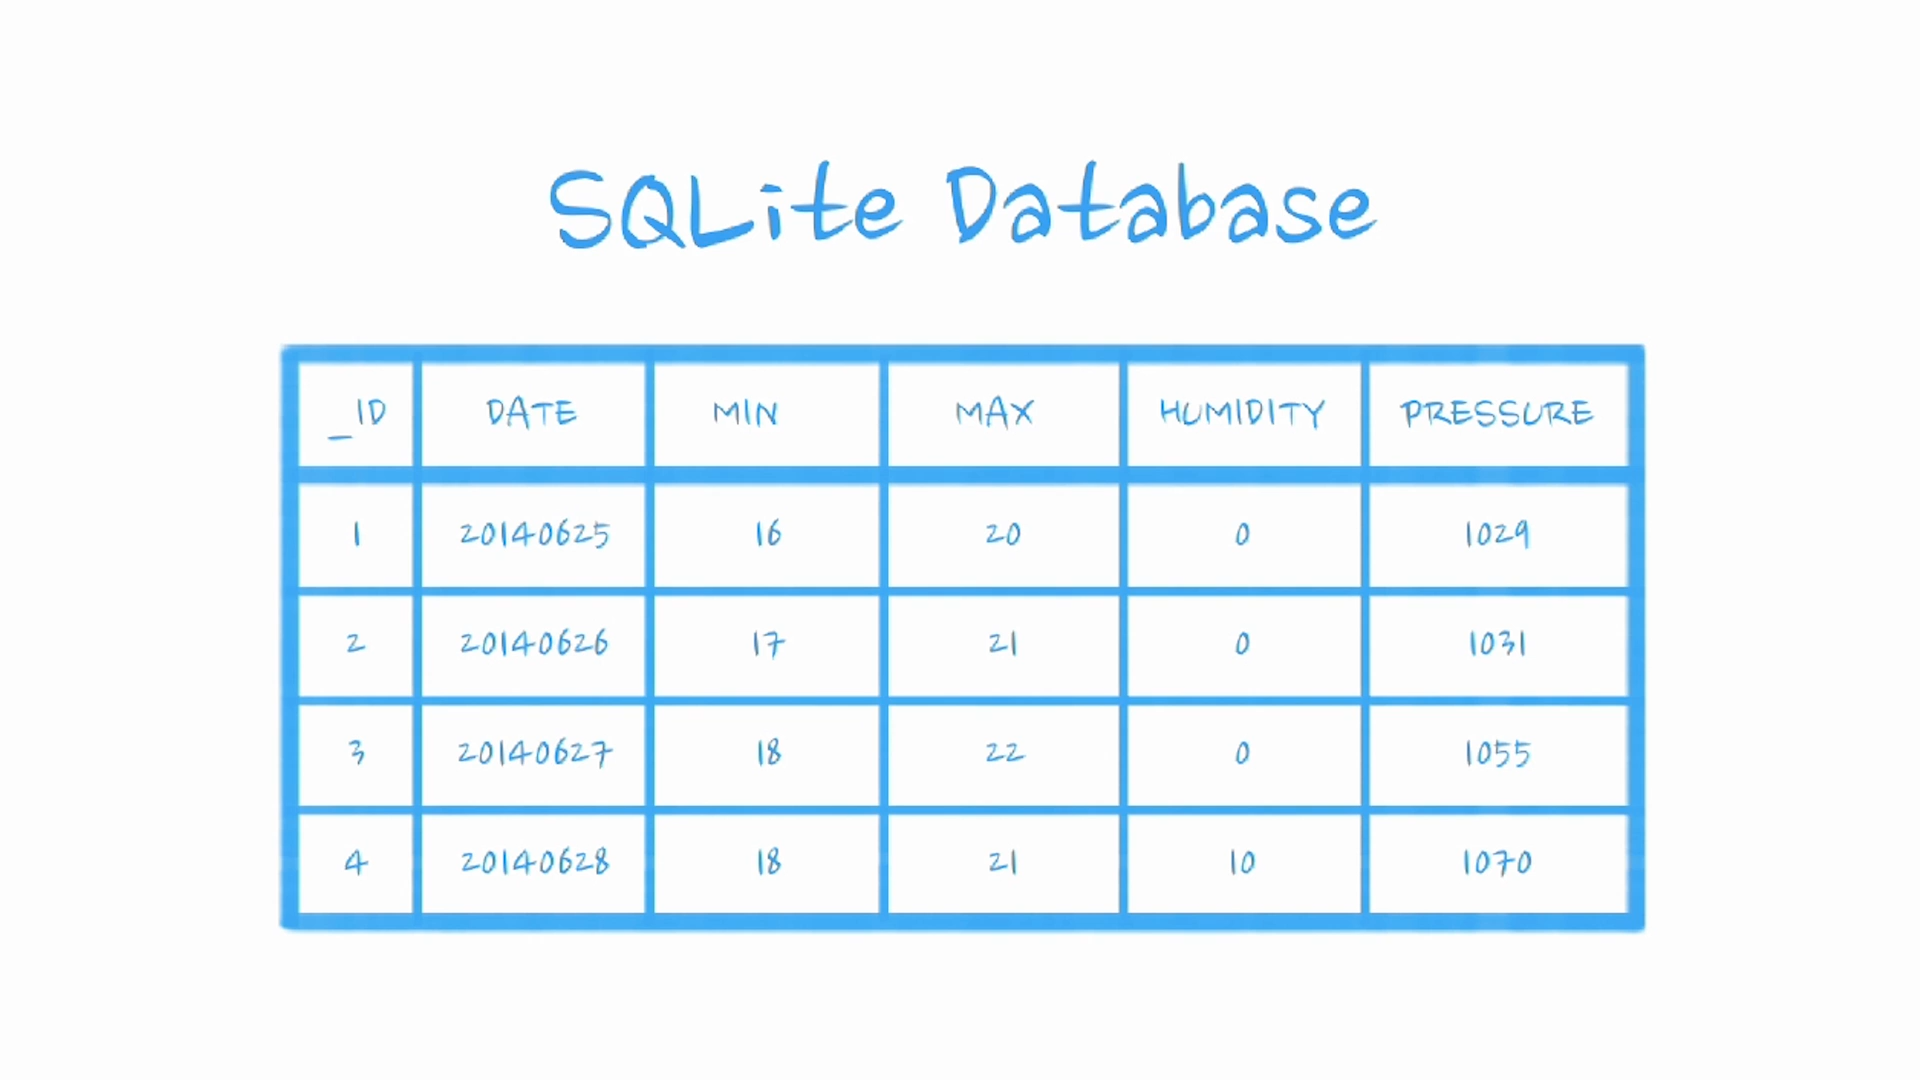 SQLite Database
_ID DATE MIN MAX HUMIDITY PRESSURE
1 20140625 16 20 0 1029
2 20140626 17 21 0 1031
3 20140627 18 22 0 1055
4 20140628 18 21 10 1070